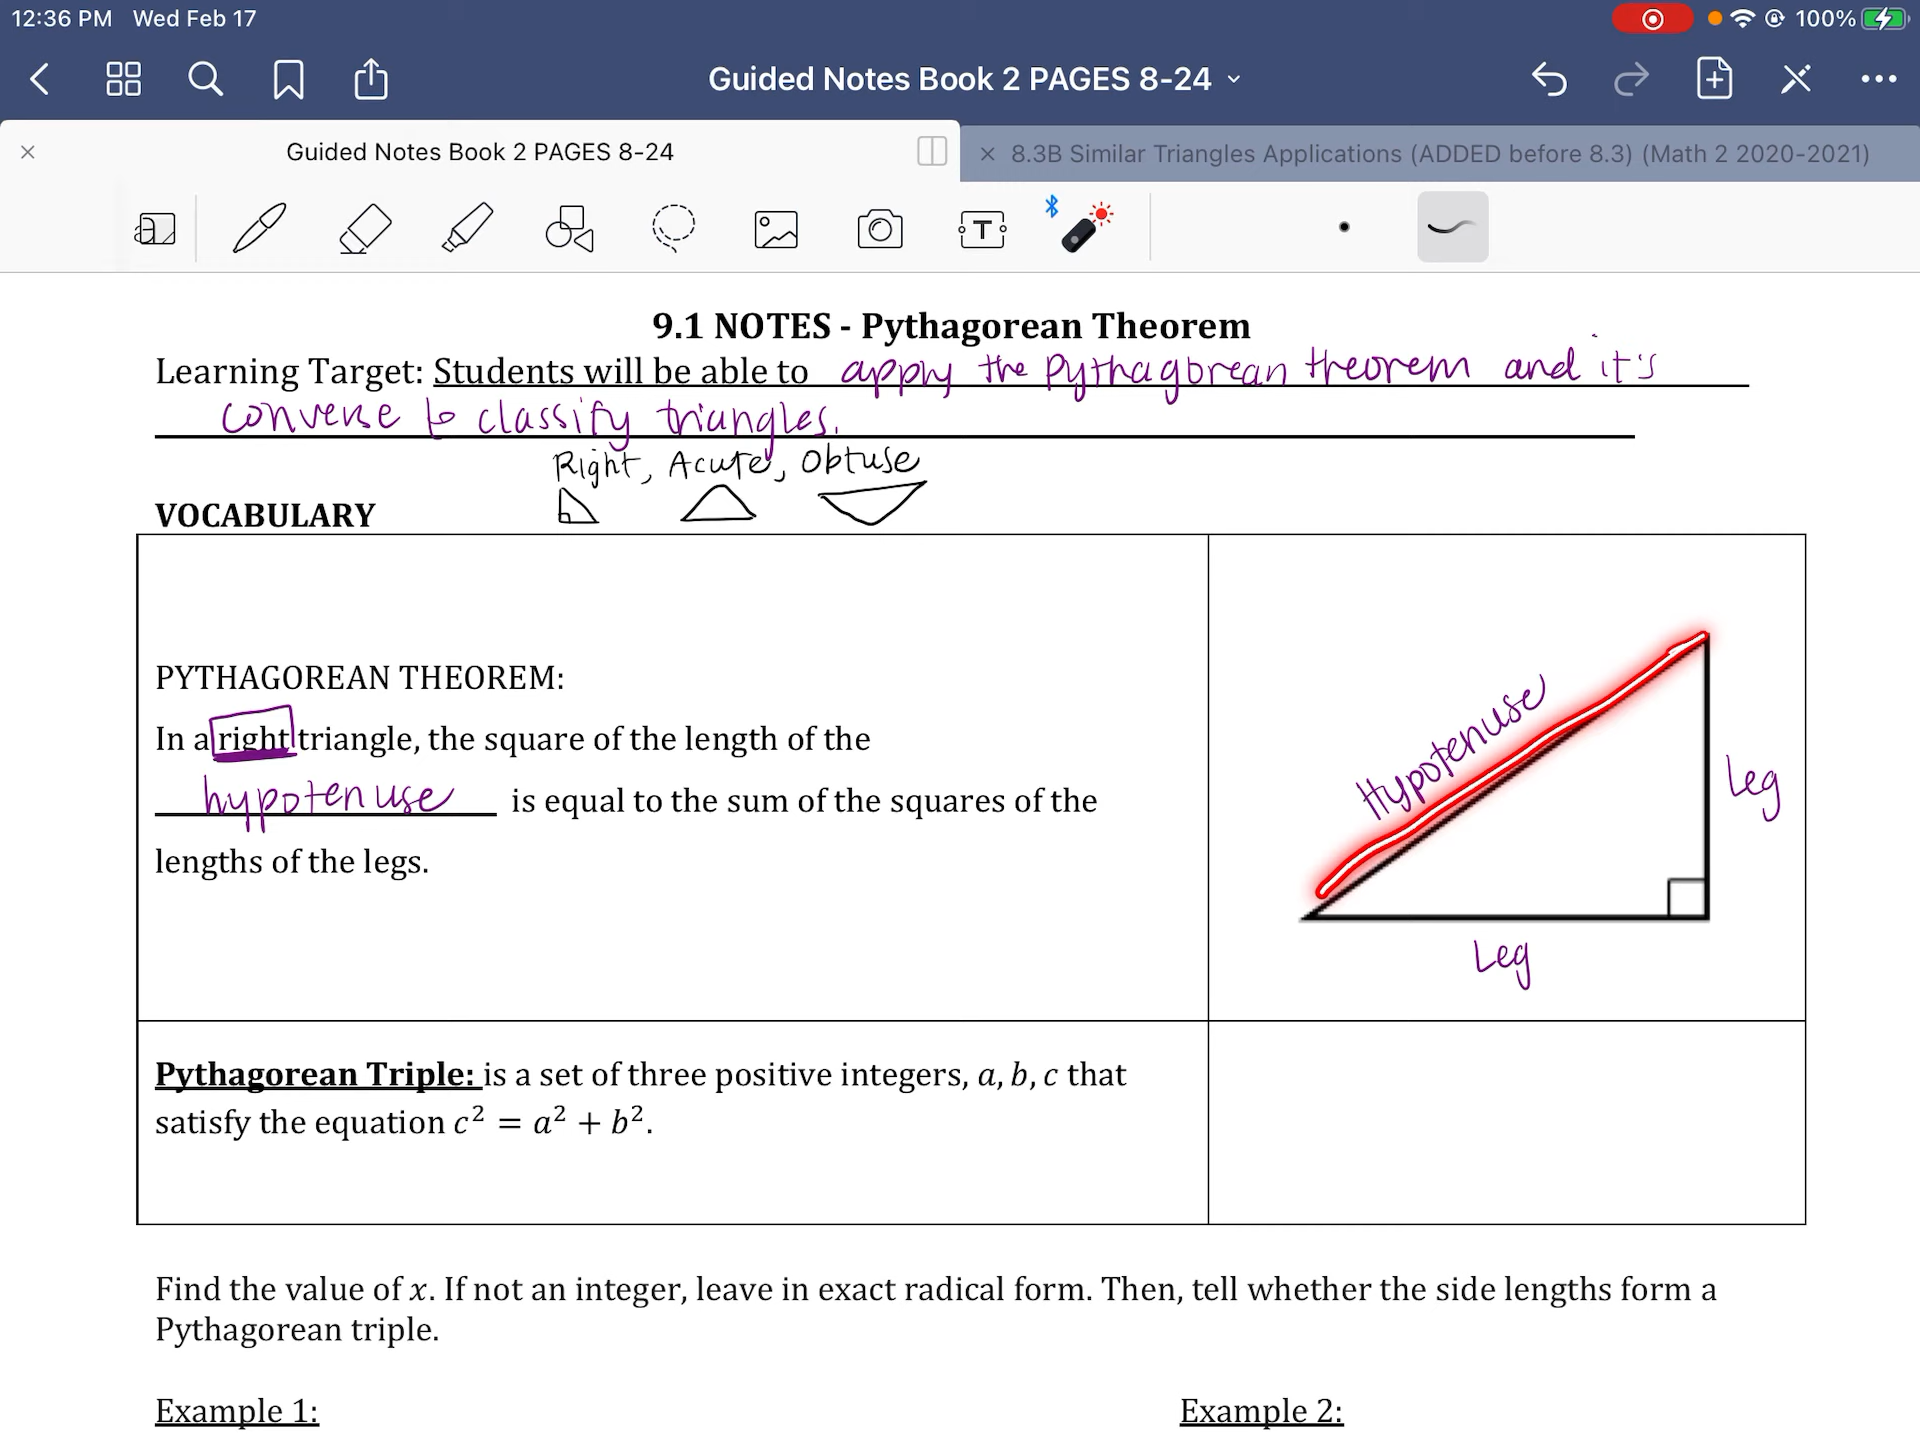 12:36 PM Wed Feb 17
100%
Guided Notes Book 2 PAGES 8-24
Guided Notes Book 2 PAGES 8-24
8.3B Similar Triangles Applications (ADDED before 8.3) (Math 2 2020-2021)
9.1 NOTES - Pythagorean Theorem
Learning Target: Students will be able to apply the Pythagorean theorem and it's
converse to classify triangles.
Right, Acute, Obtuse
VOCABULARY
PYTHAGOREAN THEOREM:
In a right triangle, the square of the length of the
hypotenuse is equal to the sum of the squares of the
lengths of the legs.
Hypotenuse
Leg
Leg
Pythagorean Triple: is a set of three positive integers, a, b, c that
satisfy the equation c² = a² + b².
Find the value of x. If not an integer, leave in exact radical form. Then, tell whether the side lengths form a
Pythagorean triple.
Example 1:
Example 2: